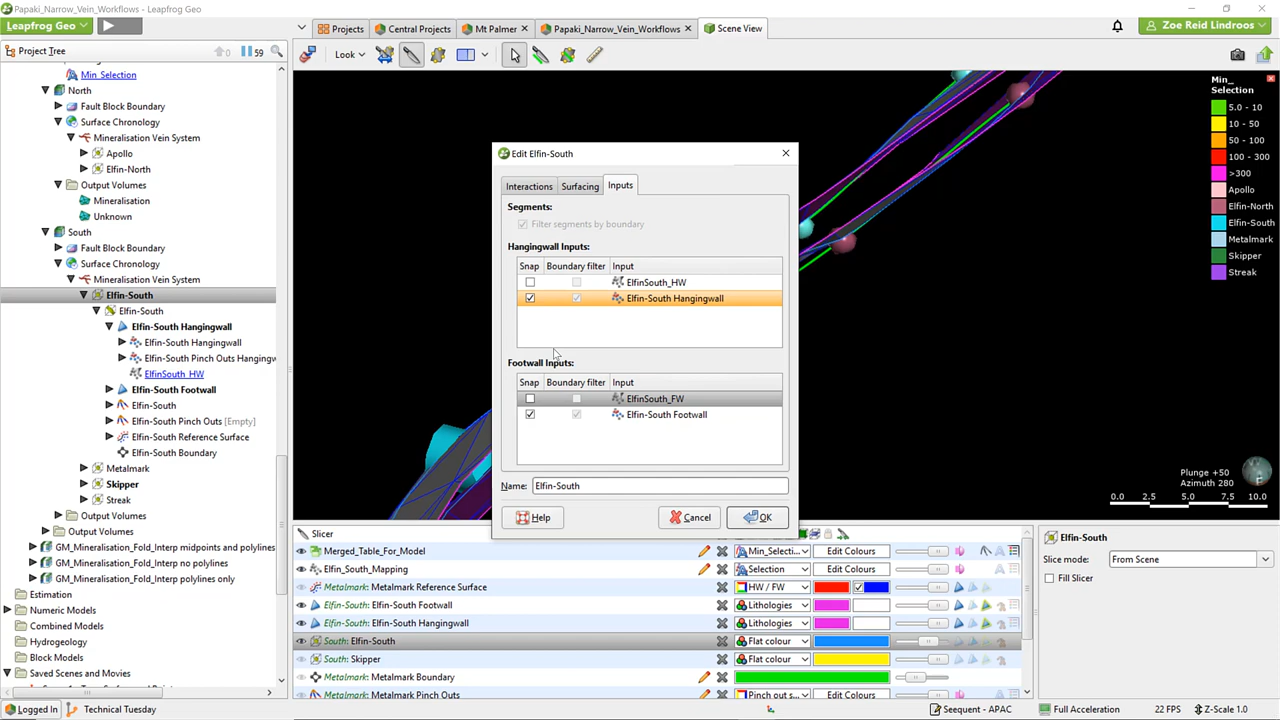 Papaki_Narrow_Vein_Workflows - Leapfrog Geo
Leapfrog Geo
Projects
Central Projects
Mt Palmer
Papaki_Narrow_Vein_Workflows
Scene View
Zoe Reid Lindroos
Project Tree
0
59
Look
Min_Selection
North
Fault Block Boundary
Surface Chronology
Mineralisation Vein System
Apollo
Elfin-North
Output Volumes
Mineralisation
Unknown
South
Fault Block Boundary
Surface Chronology
Mineralisation Vein System
Elfin-South
Elfin-South
Elfin-South Hangingwall
Elfin-South Hangingwall
Elfin-South Pinch Outs Hangingw
ElfinSouth_HW
Elfin-South Footwall
Elfin-South
Elfin-South Pinch Outs [Empty]
Elfin-South Reference Surface
Elfin-South Boundary
Metalmark
Skipper
Streak
Output Volumes
Output Volumes
GM_Mineralisation_Fold_Interp midpoints and polylines
GM_Mineralisation_Fold_Interp no polylines
GM_Mineralisation_Fold_Interp polylines only
Estimation
Numeric Models
Combined Models
Hydrogeology
Block Models
Saved Scenes and Movies
Edit Elfin-South
Interactions
Surfacing
Inputs
Segments:
Filter segments by boundary
Hangingwall Inputs:
Snap Boundary filter Input
ElfinSouth_HW
Elfin-South Hangingwall
Footwall Inputs:
Snap Boundary filter Input
ElfinSouth_FW
Elfin-South Footwall
Name: Elfin-South
Help
Cancel
OK
Min_
Selection
5.0 - 10
10 - 50
50 - 100
100 - 300
>300
Apollo
Elfin-North
Elfin-South
Metalmark
Skipper
Streak
Plunge +50
Azimuth 280
0.0 2.5 5.0 7.5 10.0
Slicer
Merged_Table_For_Model Min_Selecti... Edit Colours
Elfin_South_Mapping Selection Edit Colours
Metalmark: Metalmark Reference Surface HW / FW
Elfin-South: Elfin-South Footwall Lithologies
Elfin-South: Elfin-South Hangingwall Lithologies
South: Elfin-South Flat colour
South: Skipper Flat colour
Metalmark: Metalmark Boundary
Metalmark: Metalmark Pinch Outs Pinch out s... Edit Colours
Elfin-South
Slice mode: From Scene
Fill Slicer
Logged In
Technical Tuesday
Seequent - APAC
Full Acceleration
22 FPS
Z-Scale 1.0